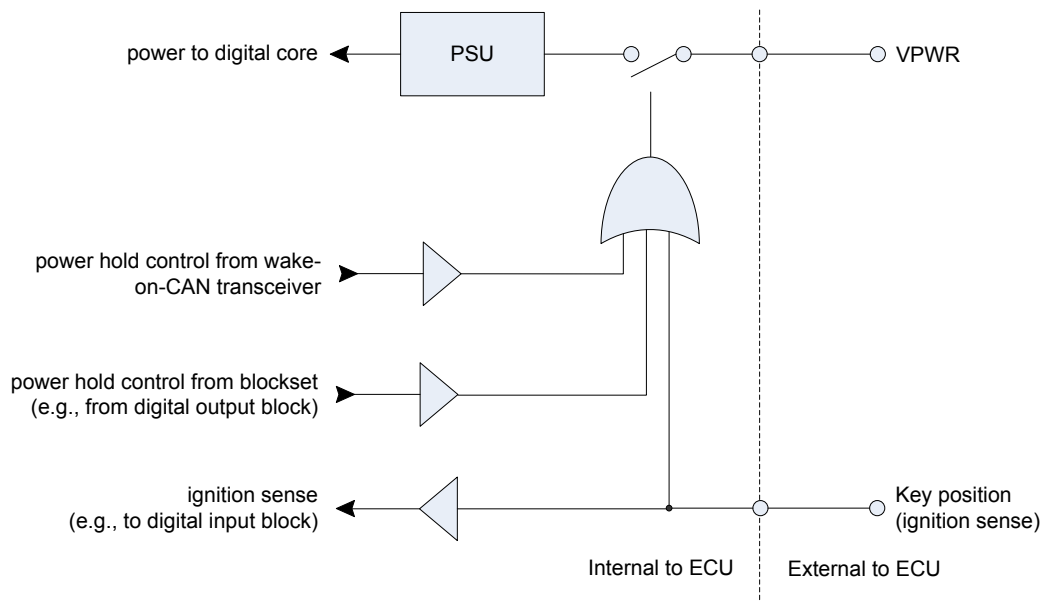 power to digital core
PSU
VPWR
power hold control from wake-
on-CAN transceiver
power hold control from blockset
(e.g., from digital output block)
ignition sense
(e.g., to digital input block)
Key position
(ignition sense)
Internal to ECU
External to ECU